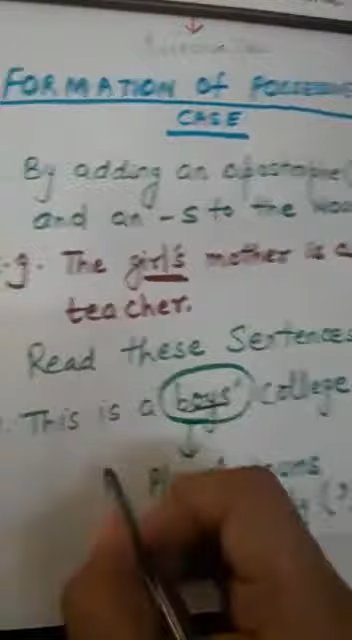 FORMATION of
CASE
By adding an
and an -s to the
The girl's mother is a
teacher.
Read these Sentences
This is a boys' college